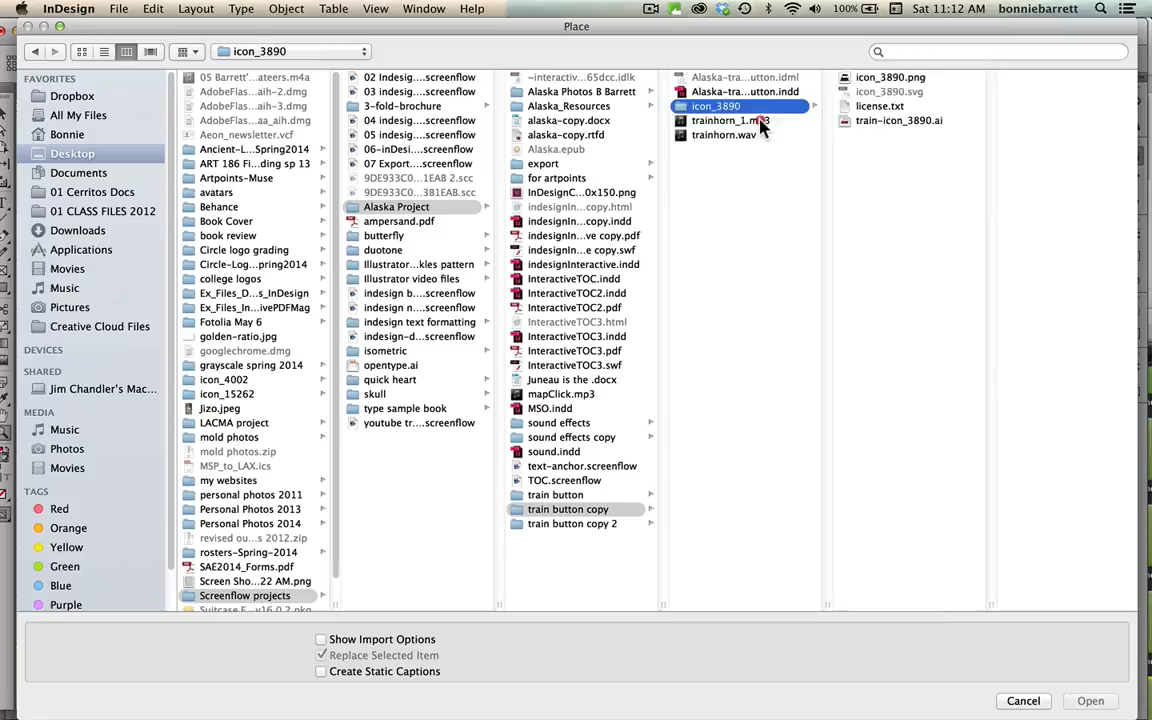 InDesign File Edit Layout Type Object Table View Window Help 100% Sat 11:12 AM bonniebarrett
Place
icon_3890
FAVORITES
Dropbox
All My Files
Bonnie
Desktop
Documents
01 Cerritos Docs
01 CLASS FILES 2012
Downloads
Applications
Movies
Music
Pictures
Creative Cloud Files
DEVICES
SHARED
Jim Chandler's Mac...
MEDIA
Music
Photos
Movies
TAGS
Red
Orange
Yellow
Green
Blue
Purple
05 Barrett...ateers.m4a
AdobeFlas...aih-2.dmg
AdobeFlas...aih-3.dmg
AdobeFlas...aih-4.dmg
Aeon_newsletter.vcf
Ancient-L...Spring2014
ART 186 Fi...ding sp 13
Artpoints-Muse
avatars
Behance
Book Cover
book review
Circle logo grading
Circle-Log...pring2014
college logos
Ex_Files_D...s_InDesign
Ex_Files_In...ivePDFMag
Fotolia May 6
golden-ratio.jpg
googlechrome.dmg
grayscale spring 2014
icon_4002
icon_15262
Jizo.jpeg
LACMA project
mold photos
mold photos.zip
MSP_to_LAX.ics
my websites
personal photos 2011
Personal Photos 2013
Personal Photos 2014
revised ou...s 2012.zip
rosters-Spring-2014
SAE2014_Forms.pdf
Screen Sho...22 AM.png
Screenflow projects
02 Indesig....screenflow
03 indesig....screenflow
3-fold-brochure
04 indesig....screenflow
05 indesig....screenflow
06-inDesi....screenflow
07 Export....screenflow
9DE933C0...1EAB 2.scc
9DE933C0...3B1EAB.scc
Alaska Project
ampersand.pdf
butterfly
duotone
Illustrator...kles pattern
Illustrator video files
indesign b...screenflow
indesign n...screenflow
indesign text formatting
indesign-d...screenflow
isometric
opentype.ai
quick heart
skull
type sample book
youtube tr....screenflow
~interactiv...65dcc.idlk
Alaska Photos B Barrett
Alaska_Resources
alaska-copy.docx
alaska-copy.rtfd
Alaska.epub
export
for artpoints
InDesignC...0x150.png
indesignIn...copy.html
indesignIn...copy.indd
indesignIn...ve copy.pdf
indesignIn...e copy.swf
indesignInteractive.indd
InteractiveTOC.indd
InteractiveTOC2.indd
InteractiveTOC2.pdf
InteractiveTOC3.html
InteractiveTOC3.indd
InteractiveTOC3.pdf
InteractiveTOC3.swf
Juneau is the .docx
mapClick.mp3
MSO.indd
sound effects
sound effects copy
sound.indd
text-anchor.screenflow
TOC.screenflow
train button
train button copy
train button copy 2
Alaska-tra...utton.idml
Alaska-tra...utton.indd
icon_3890
trainhorn_1.mp3
trainhorn.wav
icon_3890.png
icon_3890.svg
license.txt
train-icon_3890.ai
Show Import Options
Replace Selected Item
Create Static Captions
Cancel
Open